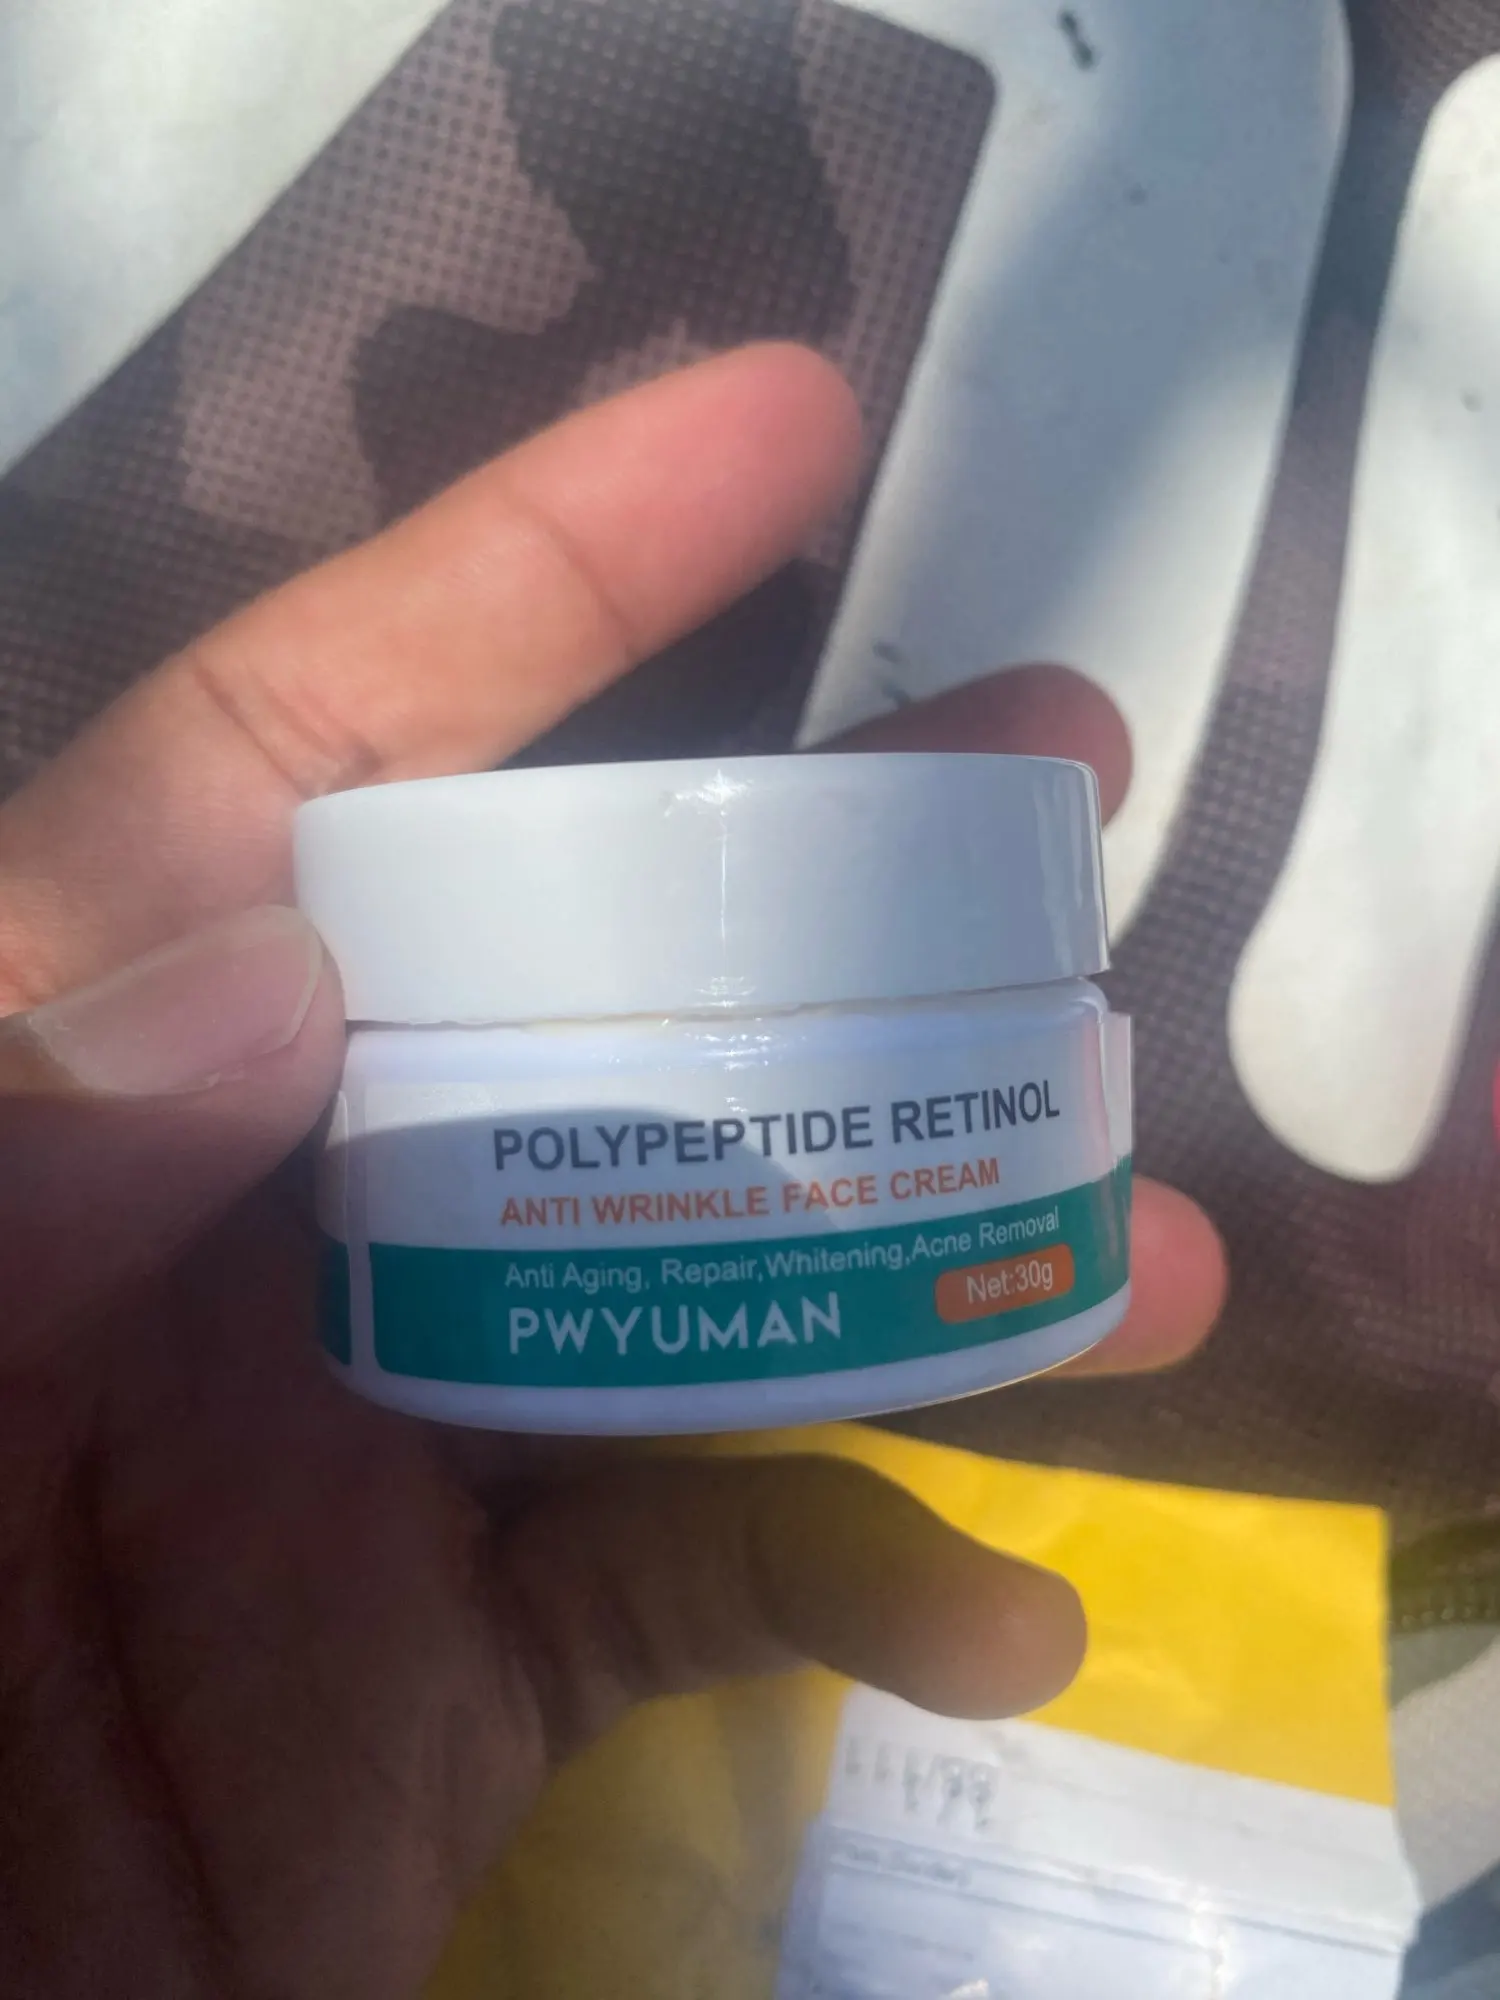 POLYPEPTIDE RETINOL
ANTI WRINKLE FACE CREAM
Anti Aging, Repair,Whitening,Acne Removal
PWYUMAN
Net:30g